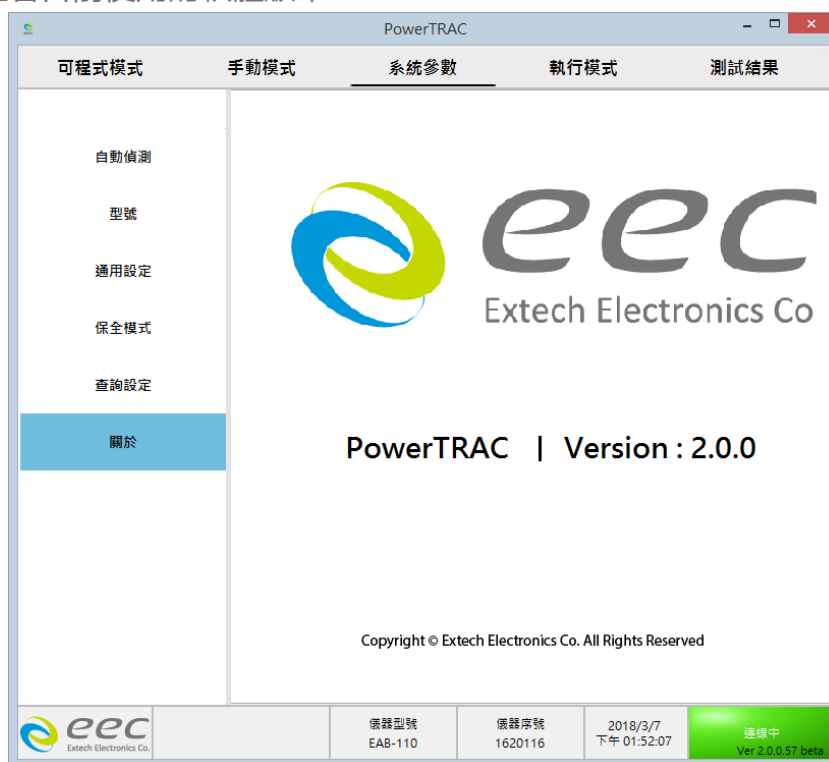 PowerTRAC
可程式模式 手動模式 系統參數 執行模式 測試結果
自動偵測
型號
通用設定
保全模式
查詢設定
關於
eec
Extech Electronics Co
PowerTRAC | Version : 2.0.0
Copyright © Extech Electronics Co. All Rights Reserved
eec
Extech Electronics Co.
儀器型號
EAB-110
儀器序號
1620116
2018/3/7
下午 01:52:07
連線中
Ver 2.0.0.57 beta